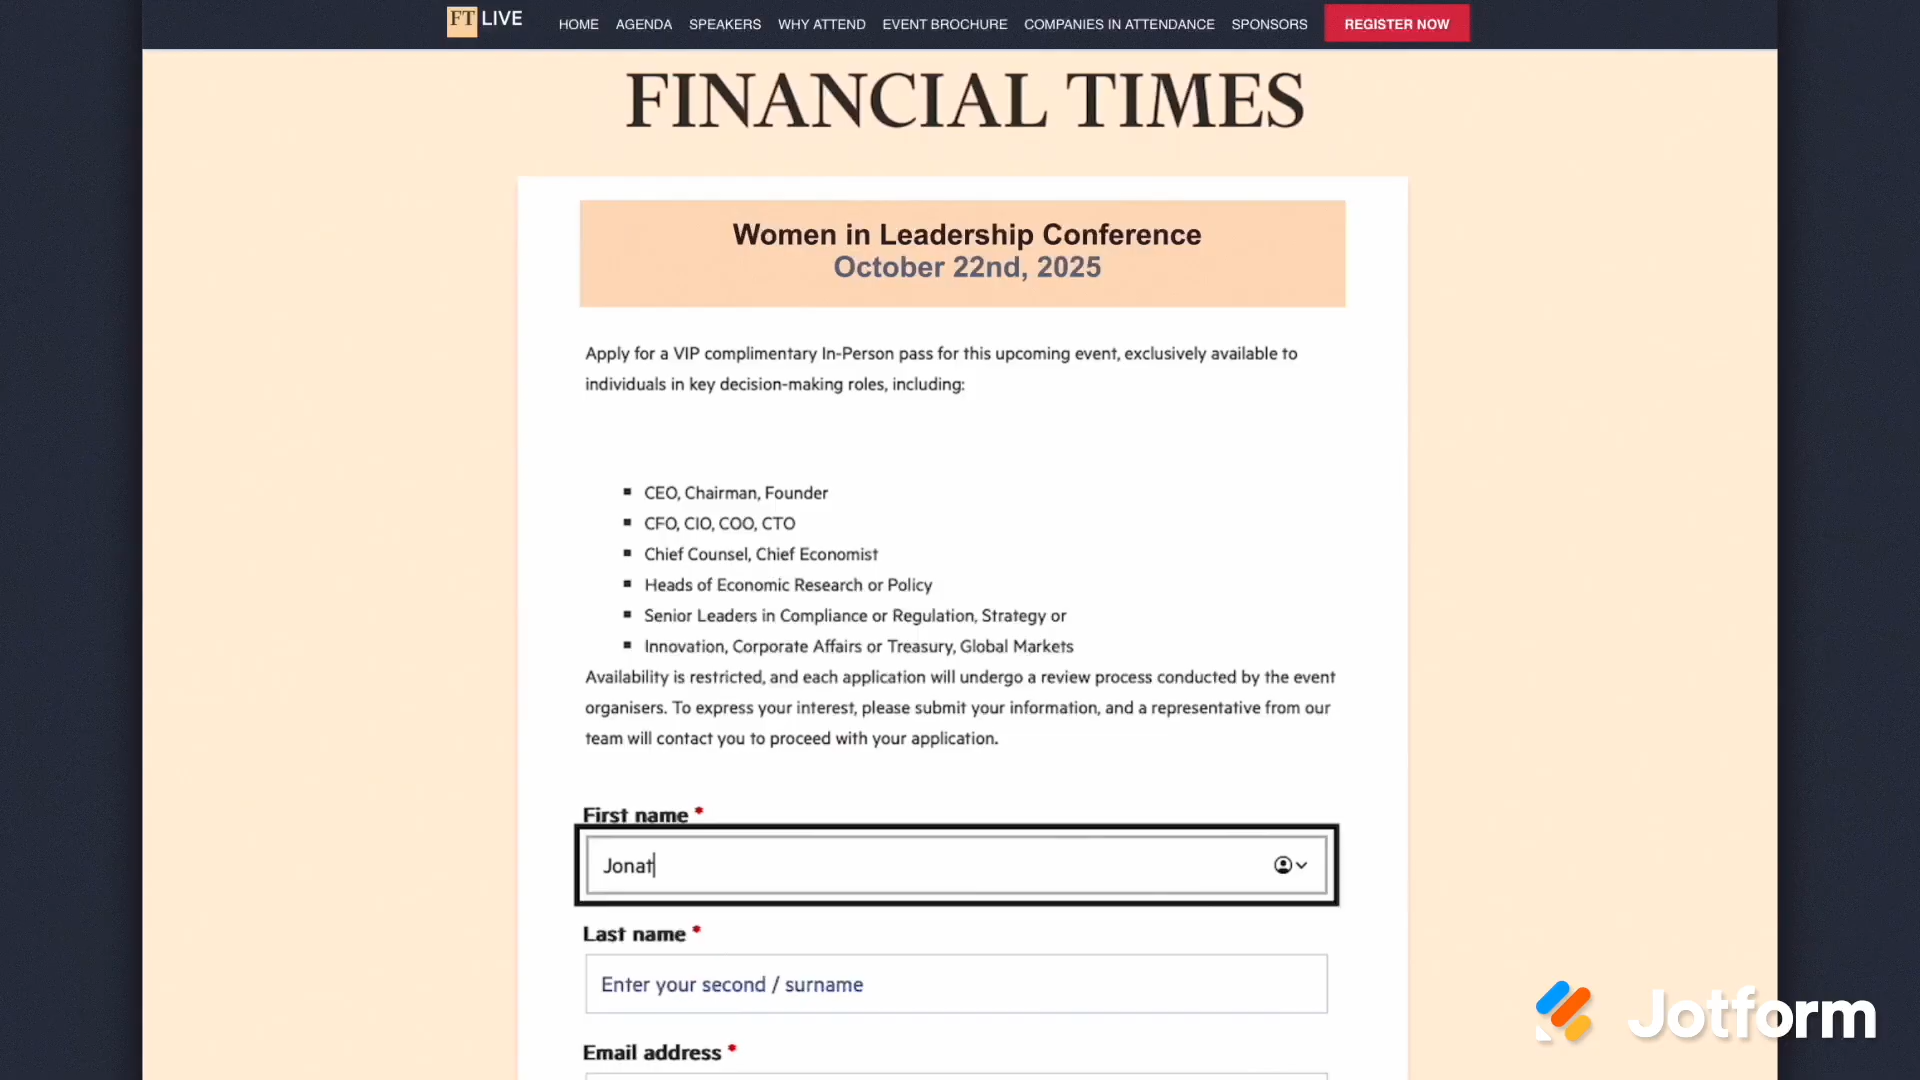 FT LIVE
HOME AGENDA SPEAKERS WHY ATTEND EVENT BROCHURE COMPANIES IN ATTENDANCE SPONSORS REGISTER NOW
FINANCIAL TIMES
Women in Leadership Conference
October 22nd, 2025
Apply for a VIP complimentary In-Person pass for this upcoming event, exclusively available to
individuals in key decision-making roles, including:
CEO, Chairman, Founder
CFO, CIO, COO, CTO
Chief Counsel, Chief Economist
Heads of Economic Research or Policy
Senior Leaders in Compliance or Regulation, Strategy or
Innovation, Corporate Affairs or Treasury, Global Markets
Availability is restricted, and each application will undergo a review process conducted by the event
organisers. To express your interest, please submit your information, and a representative from our
team will contact you to proceed with your application.
First name *
Jonat
Last name *
Enter your second / surname
Email address *
Jotform